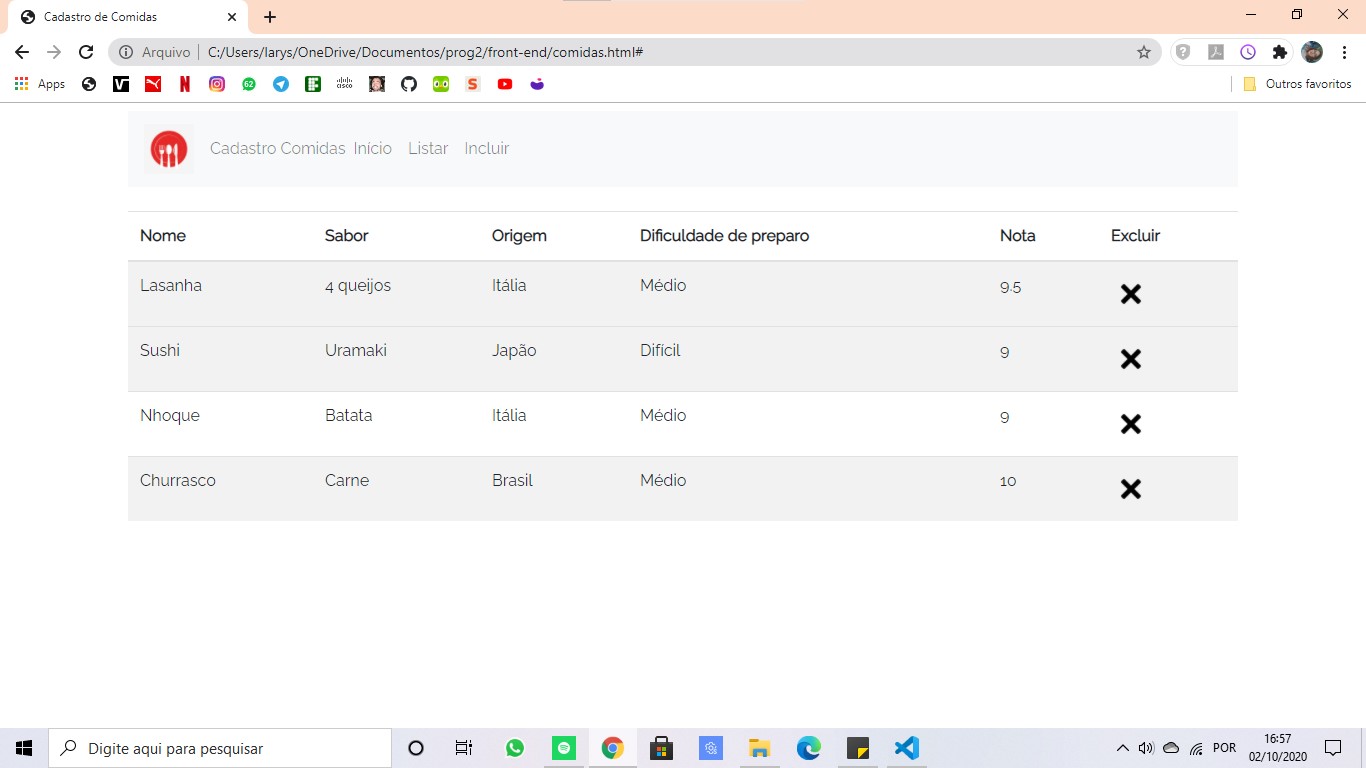 Cadastro de Comidas
Arquivo C:/Users/larys/OneDrive/Documentos/prog2/front-end/comidas.html#
Apps 62 cisco S Outros favoritos
Cadastro Comidas Início Listar Incluir
Nome Sabor Origem Dificuldade de preparo Nota Excluir
Lasanha 4 queijos Itália Médio 9.5
Sushi Uramaki Japão Difícil 9
Nhoque Batata Itália Médio 9
Churrasco Carne Brasil Médio 10
Digite aqui para pesquisar POR 16:57
02/10/2020